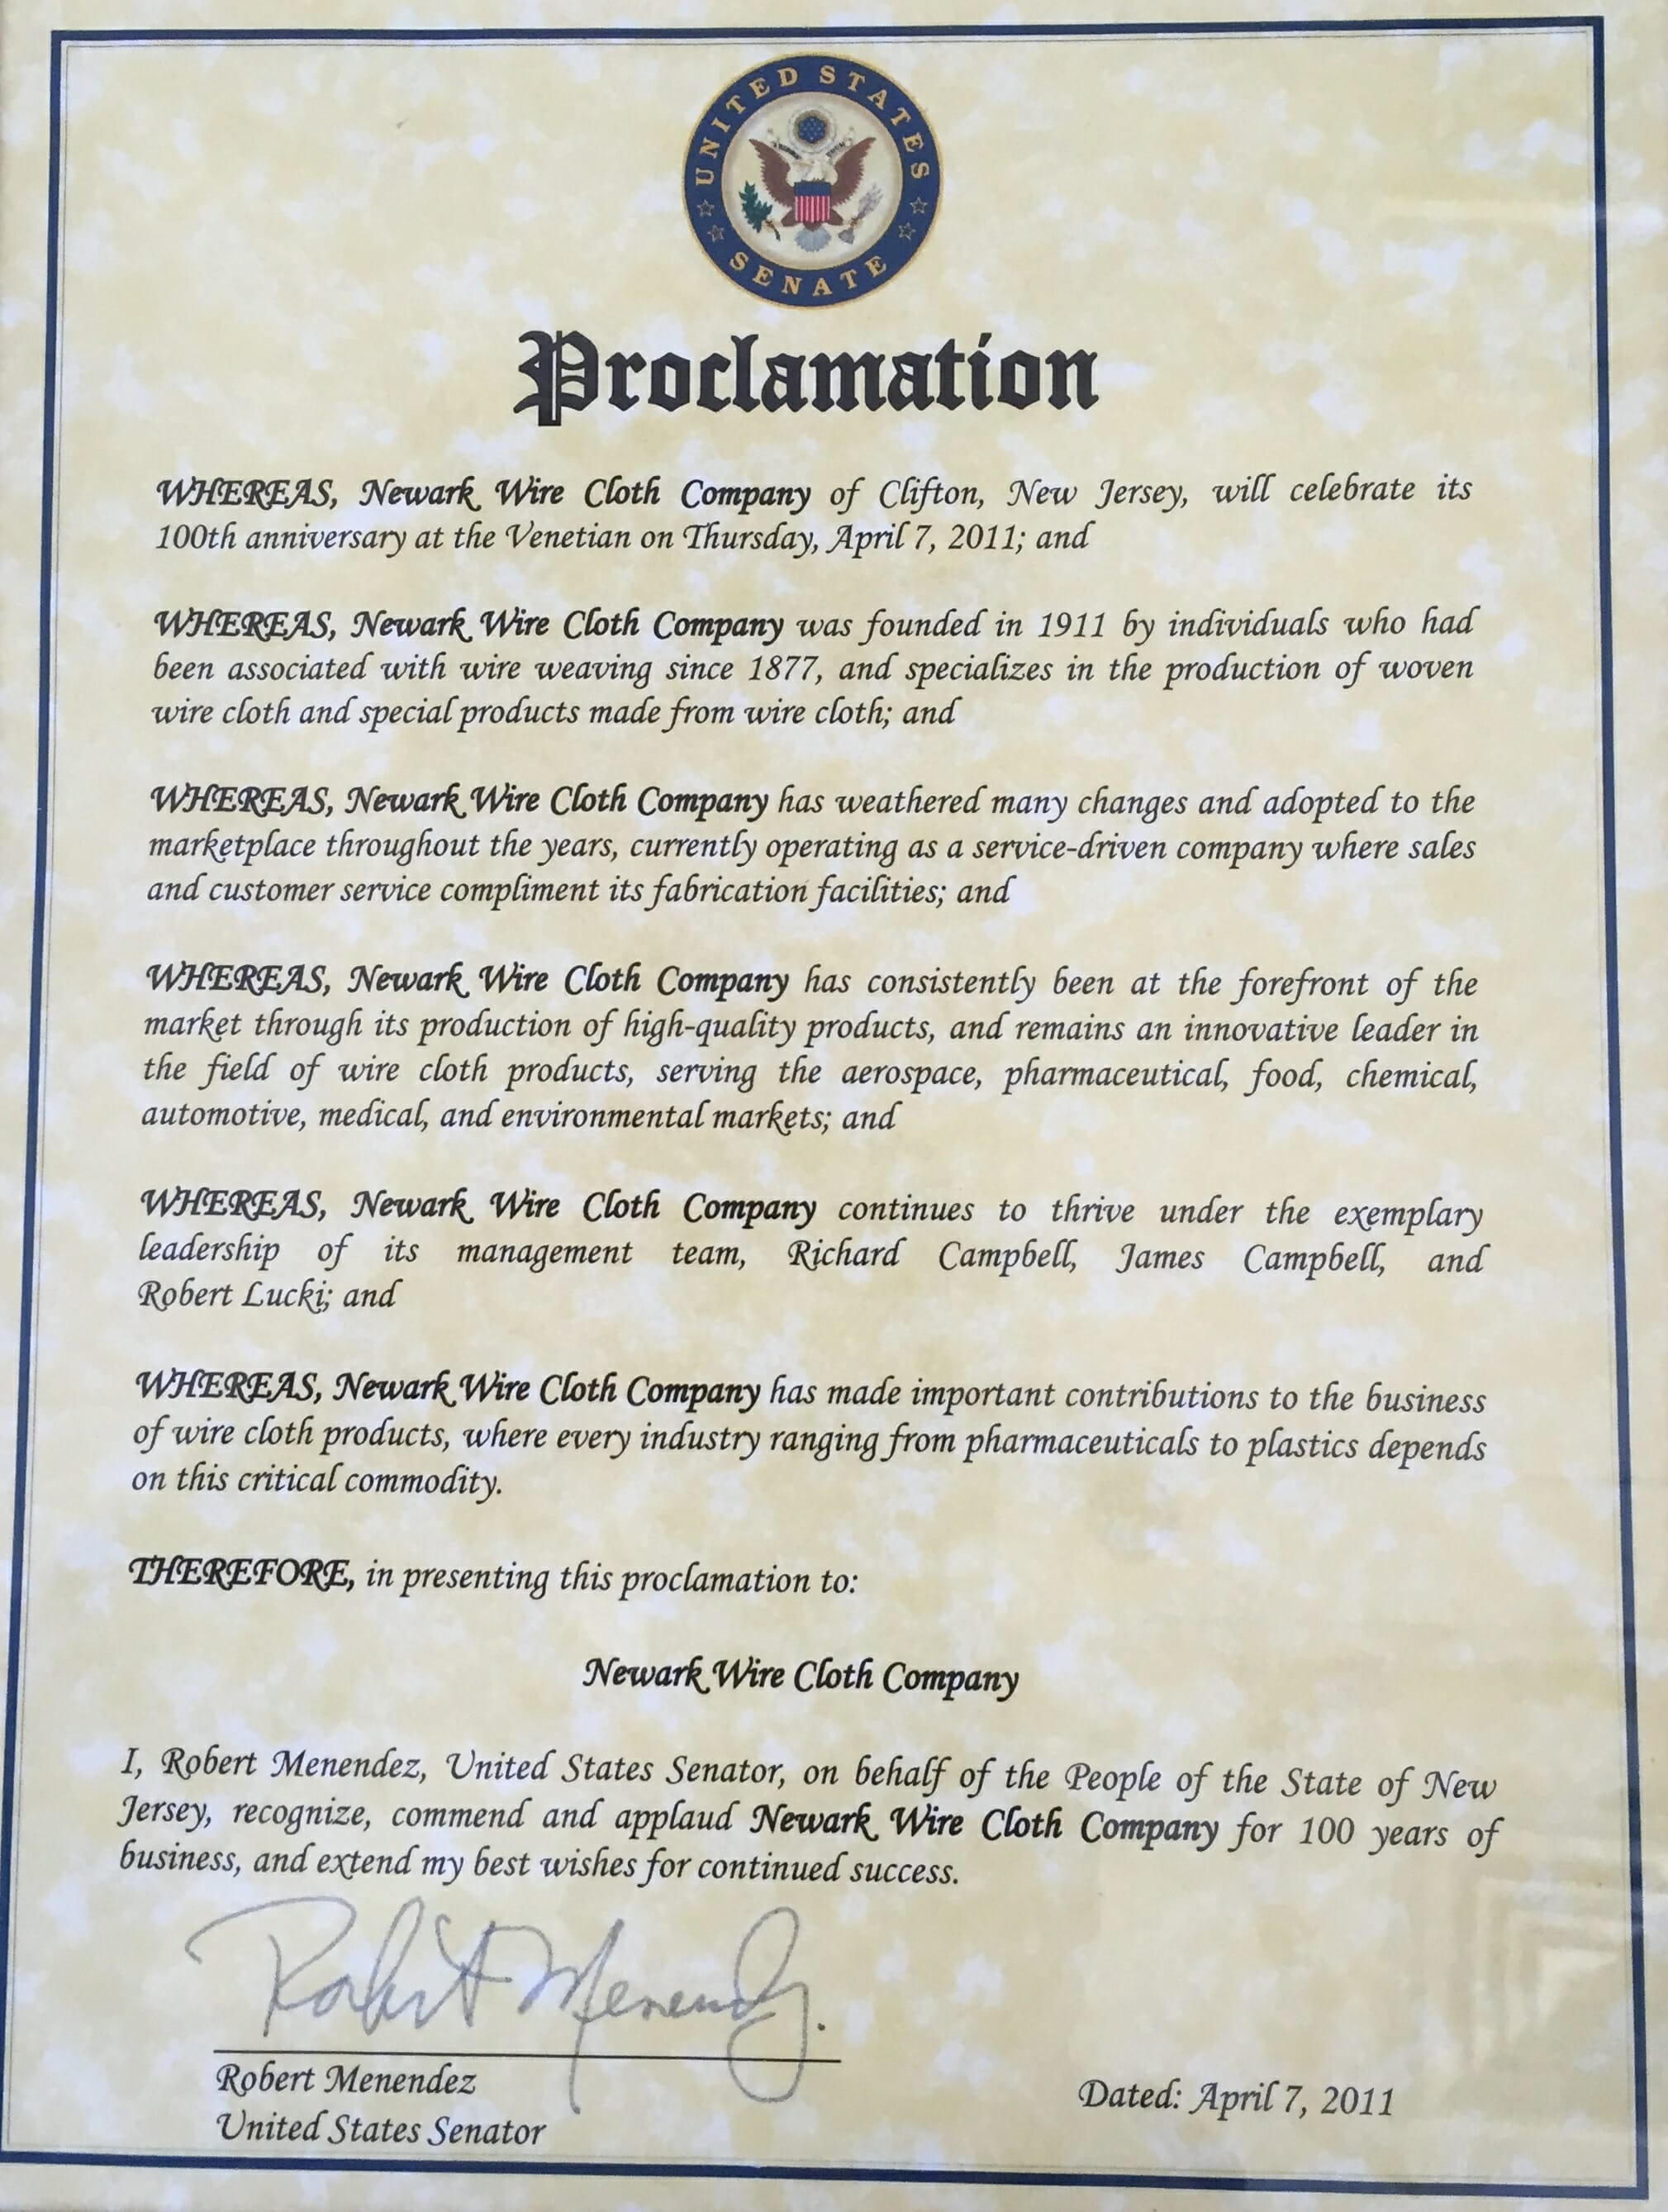 UNITED STATES
SENATE
Proclamation
WHEREAS, Newark Wire Cloth Company of Clifton, New Jersey, will celebrate its
100th anniversary at the Venetian on Thursday, April 7, 2011; and
WHEREAS, Newark Wire Cloth Company was founded in 1911 by individuals who had
been associated with wire weaving since 1877, and specializes in the production of woven
wire cloth and special products made from wire cloth; and
WHEREAS, Newark Wire Cloth Company has weathered many changes and adopted to the
marketplace throughout the years, currently operating as a service-driven company where sales
and customer service compliment its fabrication facilities; and
WHEREAS, Newark Wire Cloth Company has consistently been at the forefront of the
market through its production of high-quality products, and remains an innovative leader in
the field of wire cloth products, serving the aerospace, pharmaceutical, food, chemical,
automotive, medical, and environmental markets; and
WHEREAS, Newark Wire Cloth Company continues to thrive under the exemplary
leadership of its management team, Richard Campbell, James Campbell, and
Robert Lucki; and
WHEREAS, Newark Wire Cloth Company has made important contributions to the business
of wire cloth products, where every industry ranging from pharmaceuticals to plastics depends
on this critical commodity.
THEREFORE, in presenting this proclamation to:
Newark Wire Cloth Company
I, Robert Menendez, United States Senator, on behalf of the People of the State of New
Jersey, recognize, commend and applaud Newark Wire Cloth Company for 100 years of
business, and extend my best wishes for continued success.
Robert Menendez
Robert Menendez
United States Senator
Dated: April 7, 2011